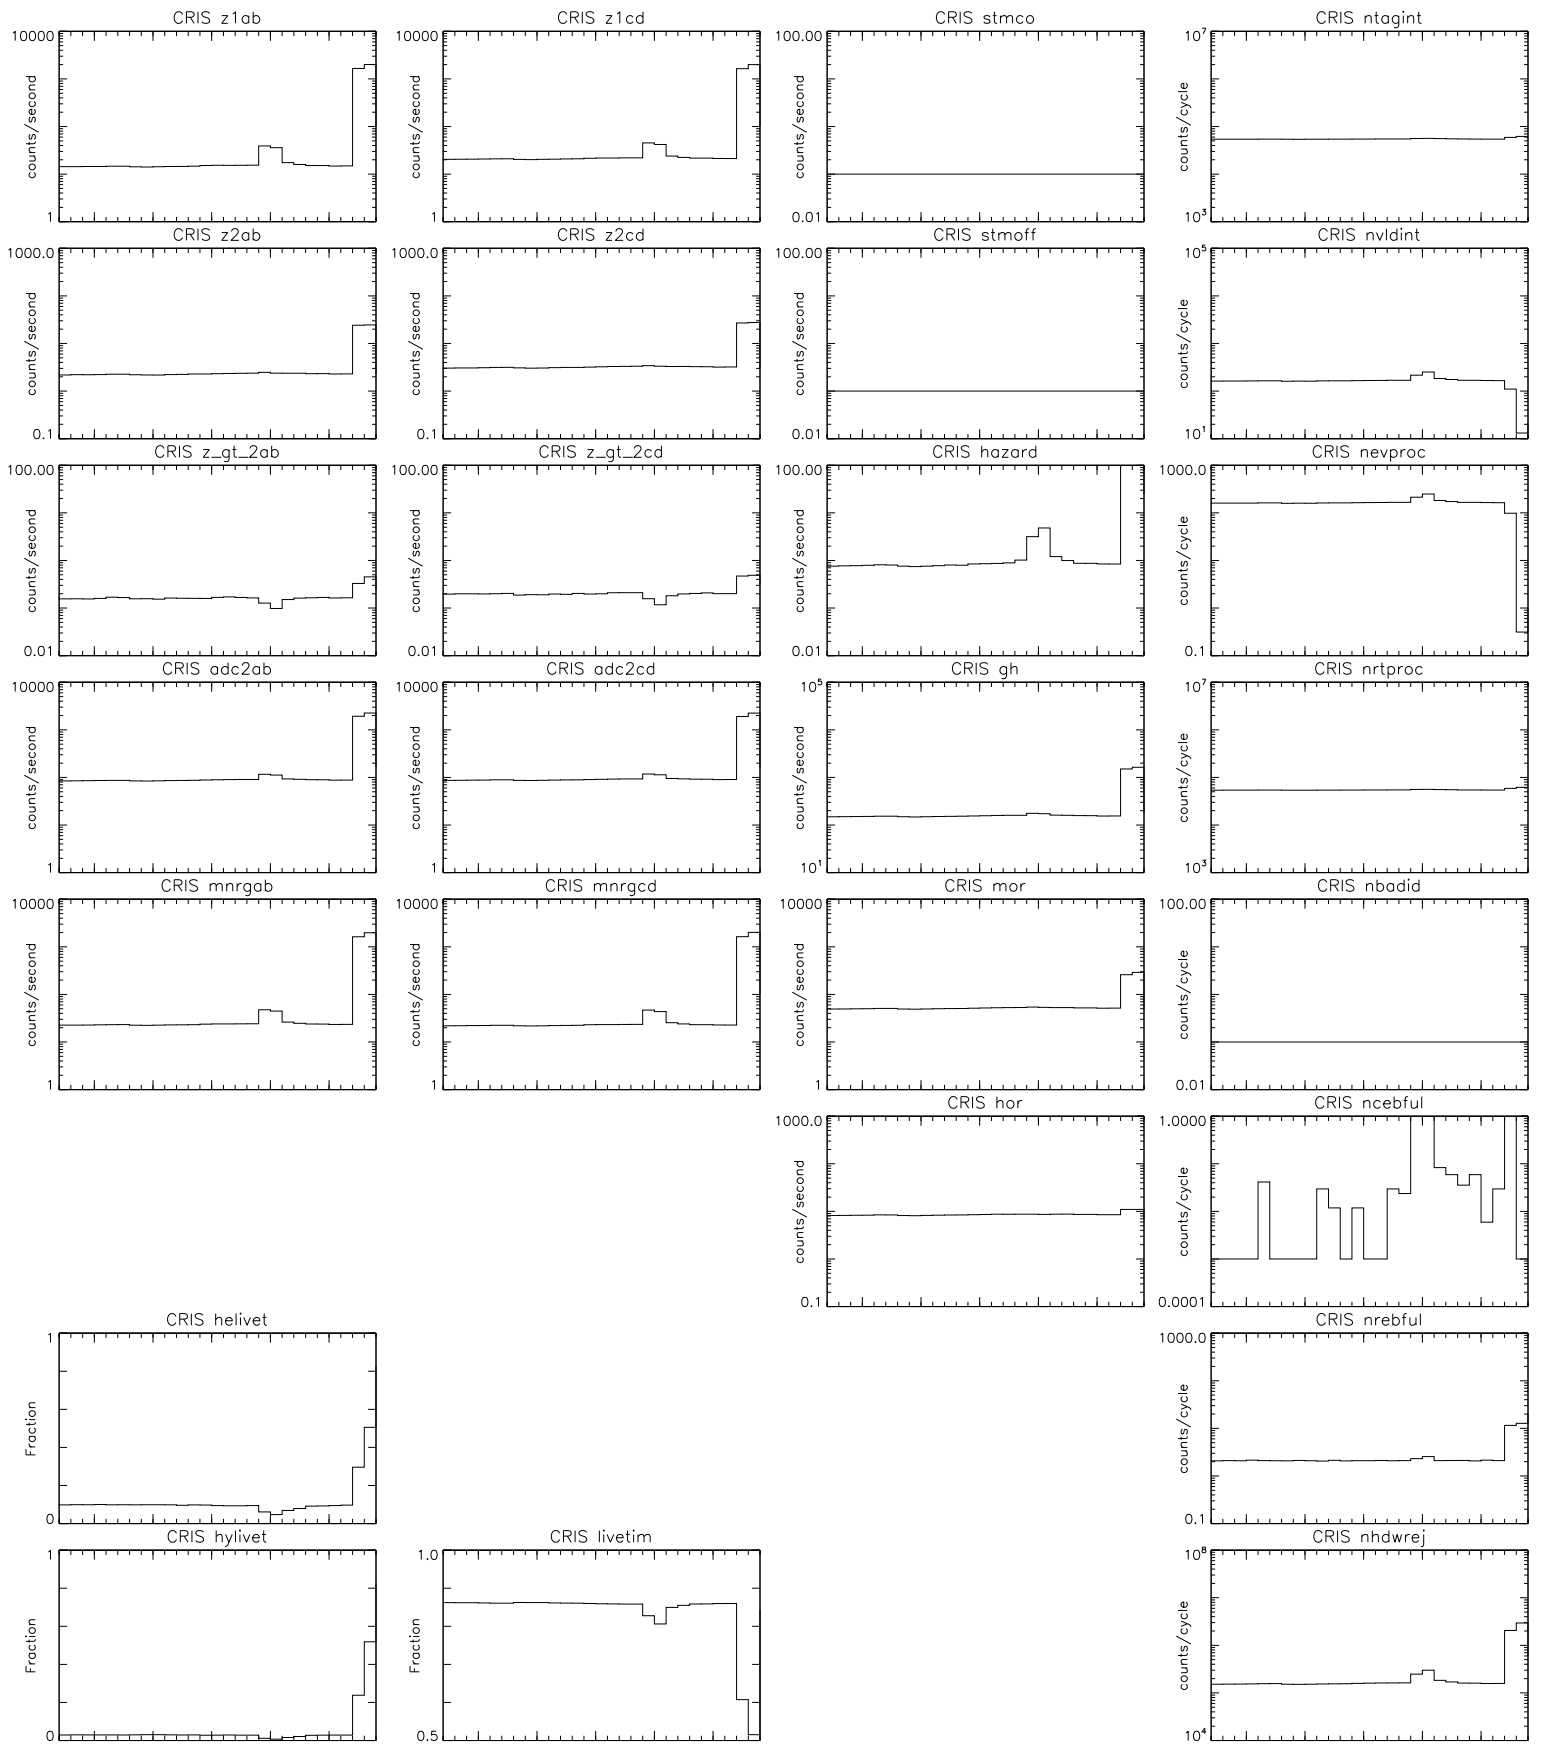 CRIS z1ab
10000
counts/second
1
CRIS z1cd
10000
counts/second
1
CRIS stmco
100.00
counts/second
0.01
CRIS ntagint
10⁷
counts/cycle
10³
CRIS z2ab
1000.0
counts/second
0.1
CRIS z2cd
1000.0
counts/second
0.1
CRIS stmoff
100.00
counts/second
0.01
CRIS nvldint
10⁵
counts/cycle
10¹
CRIS z_gt_2ab
100.00
counts/second
0.01
CRIS z_gt_2cd
100.00
counts/second
0.01
CRIS hazard
100.00
counts/second
0.01
CRIS nevproc
1000.0
counts/cycle
0.1
CRIS adc2ab
10000
counts/second
1
CRIS adc2cd
10000
counts/second
1
CRIS gh
10⁵
counts/second
10¹
CRIS nrtproc
10⁷
counts/cycle
10³
CRIS mnrgab
10000
counts/second
1
CRIS mnrgcd
10000
counts/second
1
CRIS mor
10000
counts/second
1
CRIS nbadid
100.00
counts/cycle
0.01
CRIS hor
1000.0
counts/second
0.1
CRIS ncebful
1.0000
counts/cycle
0.0001
CRIS helivet
1
Fraction
0
CRIS nrebful
1000.0
counts/cycle
0.1
CRIS hylivet
1
Fraction
0
CRIS livetim
1.0
Fraction
0.5
CRIS nhdwrej
10⁸
counts/cycle
10⁴